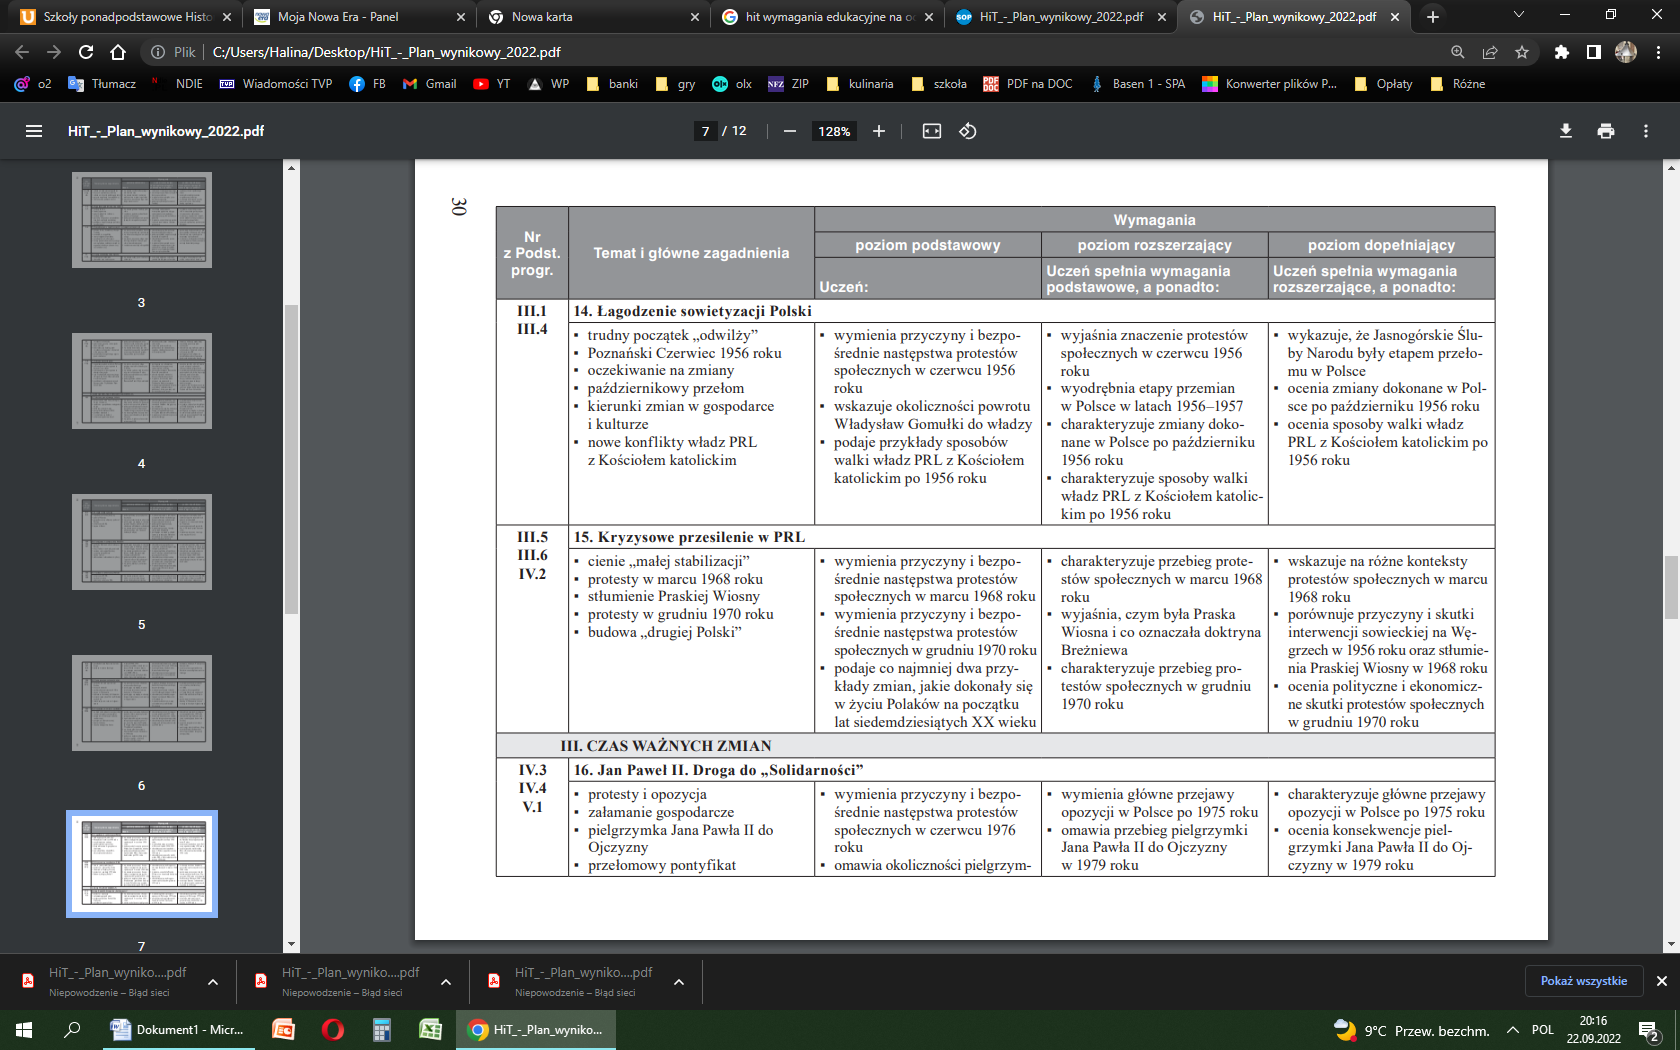 Szkoły ponadpodstawowe Histo
Moja Nowa Era - Panel
Nowa karta
hit wymagania edukacyjne na oc
HiT_-_Plan_wynikowy_2022.pdf
HiT_-_Plan_wynikowy_2022.pdf
Plik
C:/Users/Halina/Desktop/HiT_-_Plan_wynikowy_2022.pdf
o2
Tłumacz
NDIE
Wiadomości TVP
FB
Gmail
YT
WP
banki
gry
olx
ZIP
kulinaria
szkoła
PDF na DOC
Basen 1 - SPA
Konwerter plików P...
Opłaty
Różne
HiT_-_Plan_wynikowy_2022.pdf
7 / 12
128%
3
4
5
6
7
30
Nr
z Podst.
progr.
Temat i główne zagadnienia
Wymagania
poziom podstawowy
poziom rozszerzający
poziom dopełniający
Uczeń:
Uczeń spełnia wymagania
podstawowe, a ponadto:
Uczeń spełnia wymagania
rozszerzające, a ponadto:
III.1
III.4
14. Łagodzenie sowietyzacji Polski
▪ trudny początek „odwilży”
▪ Poznański Czerwiec 1956 roku
▪ oczekiwanie na zmiany
▪ październikowy przełom
▪ kierunki zmian w gospodarce
i kulturze
▪ nowe konflikty władz PRL
z Kościołem katolickim
▪ wymienia przyczyny i bezpo-
średnie następstwa protestów
społecznych w czerwcu 1956
roku
▪ wskazuje okoliczności powrotu
Władysław Gomułki do władzy
▪ podaje przykłady sposobów
walki władz PRL z Kościołem
katolickim po 1956 roku
▪ wyjaśnia znaczenie protestów
społecznych w czerwcu 1956
roku
▪ wyodrębnia etapy przemian
w Polsce w latach 1956–1957
▪ charakteryzuje zmiany doko-
nane w Polsce po październiku
1956 roku
▪ charakteryzuje sposoby walki
władz PRL z Kościołem katolic-
kim po 1956 roku
▪ wykazuje, że Jasnogórskie Ślu-
by Narodu były etapem przeło-
mu w Polsce
▪ ocenia zmiany dokonane w Pol-
sce po październiku 1956 roku
▪ ocenia sposoby walki władz
PRL z Kościołem katolickim po
1956 roku
III.5
III.6
IV.2
15. Kryzysowe przesilenie w PRL
▪ cienie „małej stabilizacji”
▪ protesty w marcu 1968 roku
▪ stłumienie Praskiej Wiosny
▪ protesty w grudniu 1970 roku
▪ budowa „drugiej Polski”
▪ wymienia przyczyny i bezpo-
średnie następstwa protestów
społecznych w marcu 1968 roku
▪ wymienia przyczyny i bezpo-
średnie następstwa protestów
społecznych w grudniu 1970 roku
▪ podaje co najmniej dwa przy-
kłady zmian, jakie dokonały się
w życiu Polaków na początku
lat siedemdziesiątych XX wieku
▪ charakteryzuje przebieg prote-
stów społecznych w marcu 1968
roku
▪ wyjaśnia, czym była Praska
Wiosna i co oznaczała doktryna
Breżniewa
▪ charakteryzuje przebieg pro-
testów społecznych w grudniu
1970 roku
▪ wskazuje na różne konteksty
protestów społecznych w marcu
1968 roku
▪ porównuje przyczyny i skutki
interwencji sowieckiej na Wę-
grzech w 1956 roku oraz stłumie-
nia Praskiej Wiosny w 1968 roku
▪ ocenia polityczne i ekonomicz-
ne skutki protestów społecznych
w grudniu 1970 roku
III. CZAS WAŻNYCH ZMIAN
IV.3
IV.4
V.1
16. Jan Paweł II. Droga do „Solidarności”
▪ protesty i opozycja
▪ załamanie gospodarcze
▪ pielgrzymka Jana Pawła II do
Ojczyzny
▪ przełomowy pontyfikat
▪ wymienia przyczyny i bezpo-
średnie następstwa protestów
społecznych w czerwcu 1976
roku
▪ omawia okoliczności pielgrzym-
▪ wymienia główne przejawy
opozycji w Polsce po 1975 roku
▪ omawia przebieg pielgrzymki
Jana Pawła II do Ojczyzny
w 1979 roku
▪ charakteryzuje główne przejawy
opozycji w Polsce po 1975 roku
▪ ocenia konsekwencje piel-
grzymki Jana Pawła II do Oj-
czyzny w 1979 roku
HiT_-_Plan_wyniko....pdf
Niepowodzenie – Błąd sieci
HiT_-_Plan_wyniko....pdf
Niepowodzenie – Błąd sieci
HiT_-_Plan_wyniko....pdf
Niepowodzenie – Błąd sieci
Pokaż wszystkie
Dokument1 - Micr...
HiT_-_Plan_wyniko...
9°C Przew. bezchm.
POL
20:16
22.09.2022
2